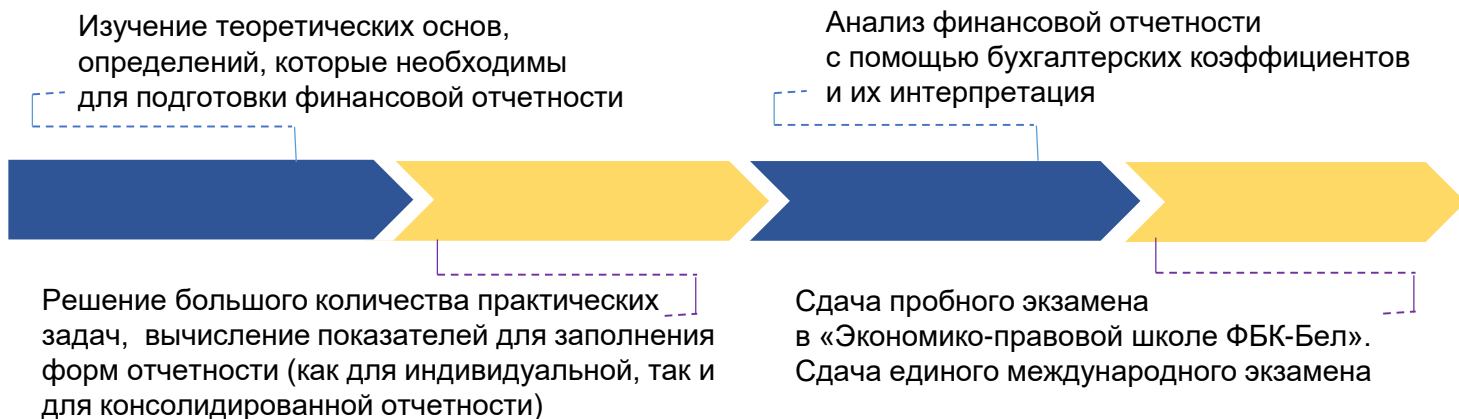 Изучение теоретических основ,
определений, которые необходимы
для подготовки финансовой отчетности
Решение большого количества практических
задач,  вычисление показателей для заполнения
форм отчетности (как для индивидуальной, так и
для консолидированной отчетности)
Анализ финансовой отчетности
с помощью бухгалтерских коэффициентов
и их интерпретация
Сдача пробного экзамена
в «Экономико-правовой школе ФБК-Бел».
Сдача единого международного экзамена